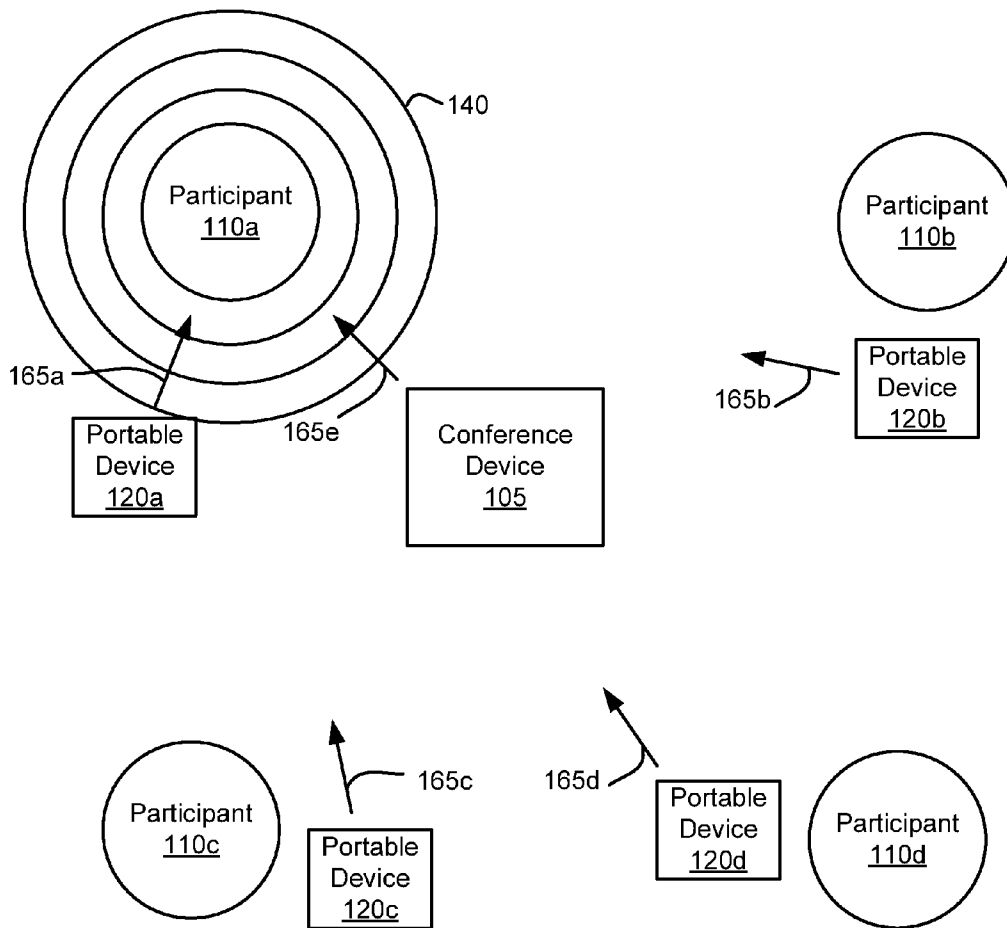 140
Participant
110a
Participant
110b
165a
165e
165b
Portable
Device
120b
Portable
Device
120a
Conference
Device
105
165c
165d
Participant
110c
Portable
Device
120c
Portable
Device
120d
Participant
110d